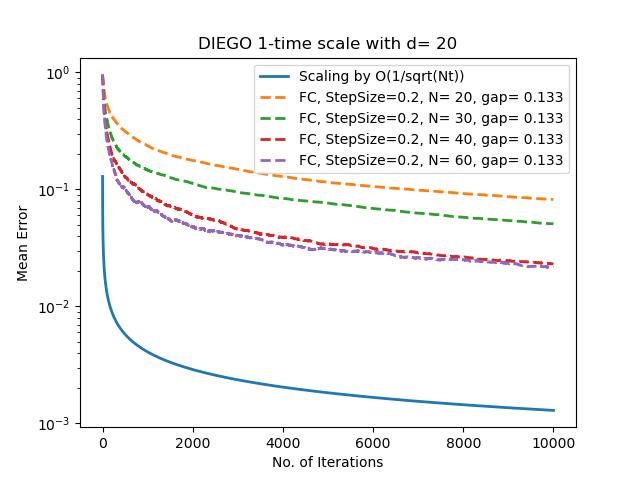 DIEGO 1-time scale with d= 20
Scaling by O(1/sqrt(Nt))
FC, StepSize=0.2, N= 20, gap= 0.133
FC, StepSize=0.2, N= 30, gap= 0.133
FC, StepSize=0.2, N= 40, gap= 0.133
FC, StepSize=0.2, N= 60, gap= 0.133
Mean Error
10⁰
10⁻¹
10⁻²
10⁻³
0 2000 4000 6000 8000 10000
No. of Iterations